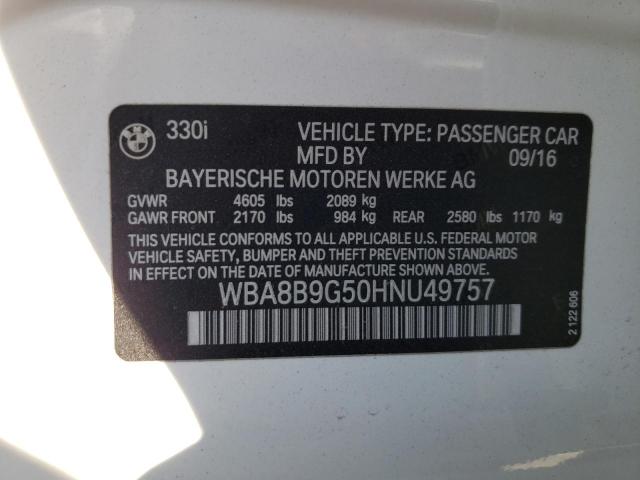 BMW
330i VEHICLE TYPE: PASSENGER CAR
MFD BY 09/16
BAYERISCHE MOTOREN WERKE AG
GVWR 4605 lbs 2089 kg
GAWR FRONT 2170 lbs 984 kg REAR 2580 lbs 1170 kg
THIS VEHICLE CONFORMS TO ALL APPLICABLE U.S. FEDERAL MOTOR
VEHICLE SAFETY, BUMPER AND THEFT PREVENTION STANDARDS
IN EFFECT ON THE DATE OF MANUFACTURE SHOWN ABOVE.
WBA8B9G50HNU49757
2 122 606